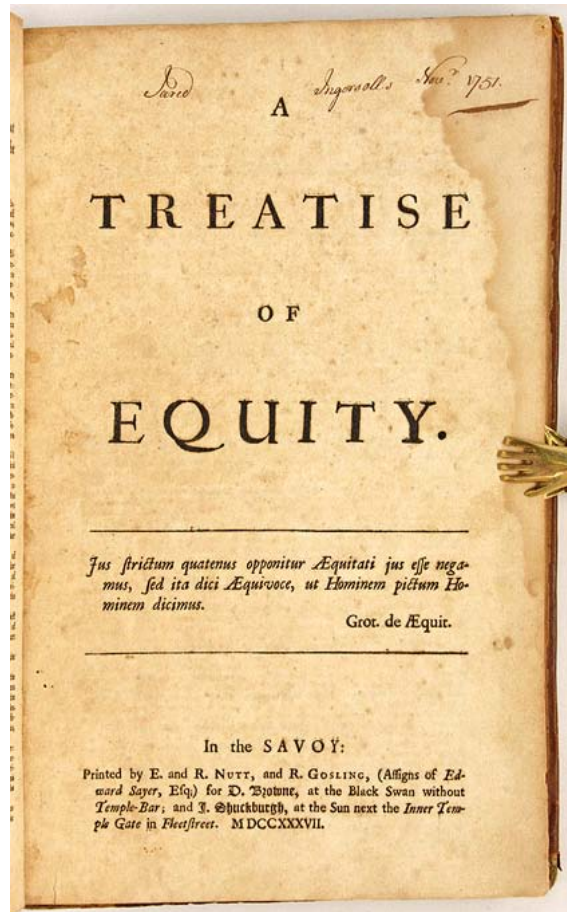 Jared Ingersolls Novr. 1751.
A
TREATISE
OF
EQUITY.
Jus ſtrictum quatenus opponitur Æquitati jus eſſe nega-
mus, ſed ita dici Æquivoce, ut Hominem pictum Ho-
minem dicimus.
Grot. de Æquit.
In the SAVOY:
Printed by E. and R. NUTT, and R. GOSLING, (Aſſigns of Ed-
ward Sayer, Eſq;) for D. Browne, at the Black Swan without
Temple-Bar; and J. Shuckburgh, at the Sun next the Inner Tem-
ple Gate in Fleetſtreet. MDCCXXXVII.